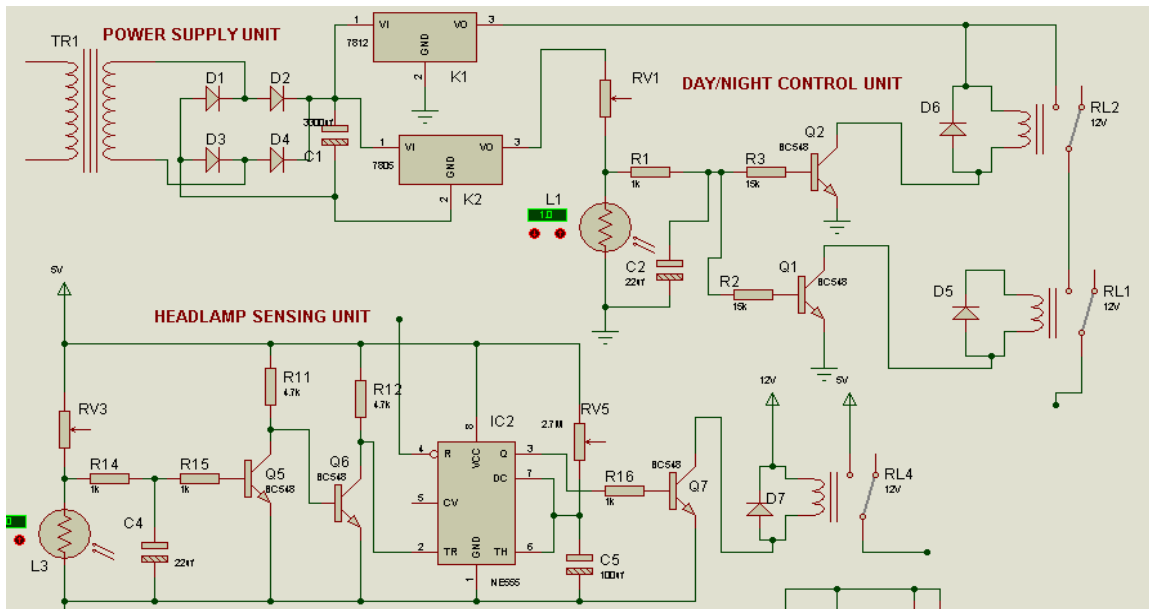 POWER SUPPLY UNIT
TR1
D1
D2
D3
D4
3300uf
C1
1
VI
VO
3
7812
GND
2
K1
1
VI
VO
3
7805
GND
2
K2
DAY/NIGHT CONTROL UNIT
RV1
R1
1k
L1
1.0
C2
22uf
R3
15k
Q2
BC548
R2
15k
Q1
BC548
D6
RL2
12V
D5
RL1
12V
HEADLAMP SENSING UNIT
5V
RV3
R14
1k
L3
C4
22uf
R15
1k
R11
4.7k
Q5
BC548
R12
4.7k
Q6
BC548
IC2
8
VCC
4
R
Q
3
DC
7
5
CV
2
TR
GND
TH
6
1
NE555
RV5
2.7M
C5
100uf
R16
1k
BC548
Q7
12V
5V
D7
RL4
12V